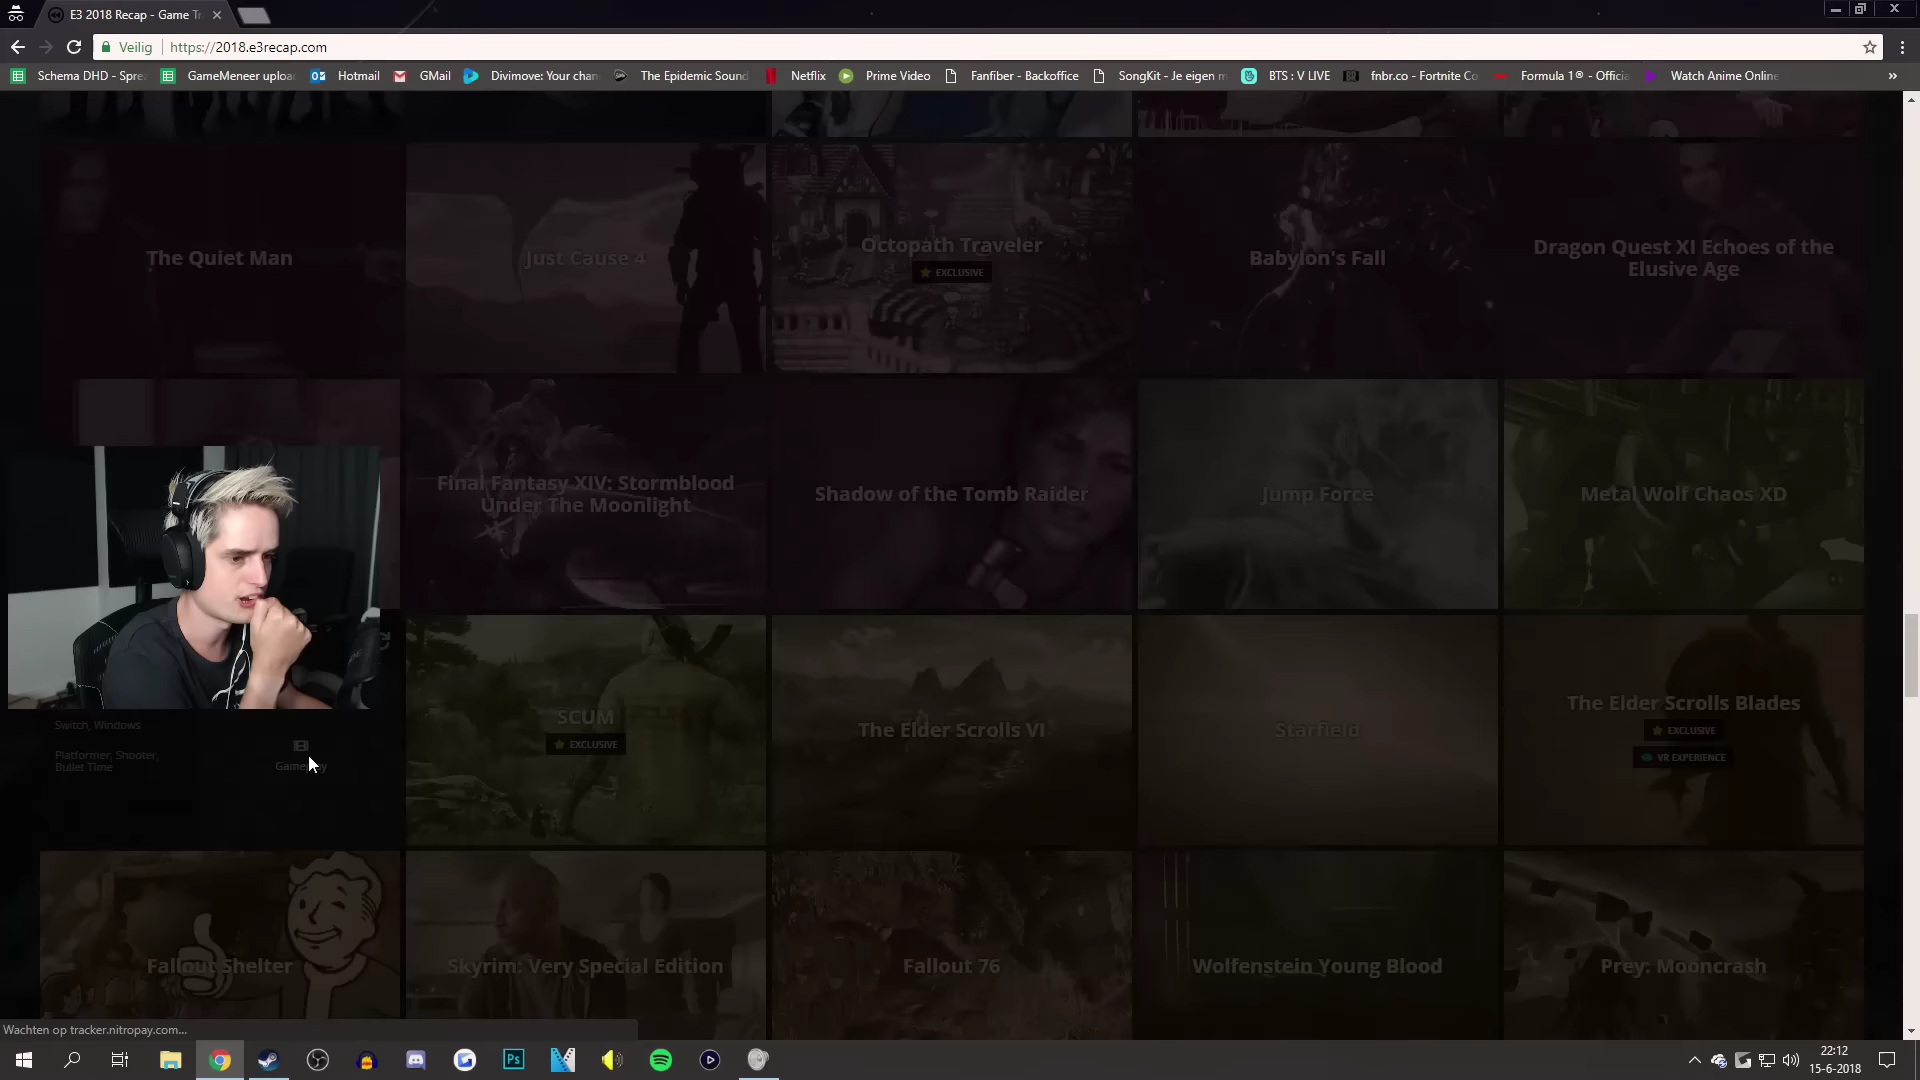 E3 2018 Recap - Game Tr
Veilig
https://2018.e3recap.com
Schema DHD - Spre
GameMeneer uploa
Hotmail
GMail
Divimove: Your chan
The Epidemic Sound
Netflix
Prime Video
Fanfiber - Backoffice
SongKit - Je eigen m
BTS : V LIVE
fnbr.co - Fortnite Co
Formula 1® - Officia
Watch Anime Online
»
The Quiet Man
Just Cause 4
Octopath Traveler
EXCLUSIVE
Babylon's Fall
Dragon Quest XI Echoes of the
Elusive Age
Final Fantasy XIV: Stormblood
Under The Moonlight
Shadow of the Tomb Raider
Jump Force
Metal Wolf Chaos XD
Switch, Windows
Platformer, Shooter,
Bullet Time
Gameplay
SCUM
EXCLUSIVE
The Elder Scrolls VI
Starfield
The Elder Scrolls Blades
EXCLUSIVE
VR EXPERIENCE
Fallout Shelter
Skyrim: Very Special Edition
Fallout 76
Wolfenstein Young Blood
Prey: Mooncrash
Wachten op tracker.nitropay.com...
Ps
22:12
15-6-2018